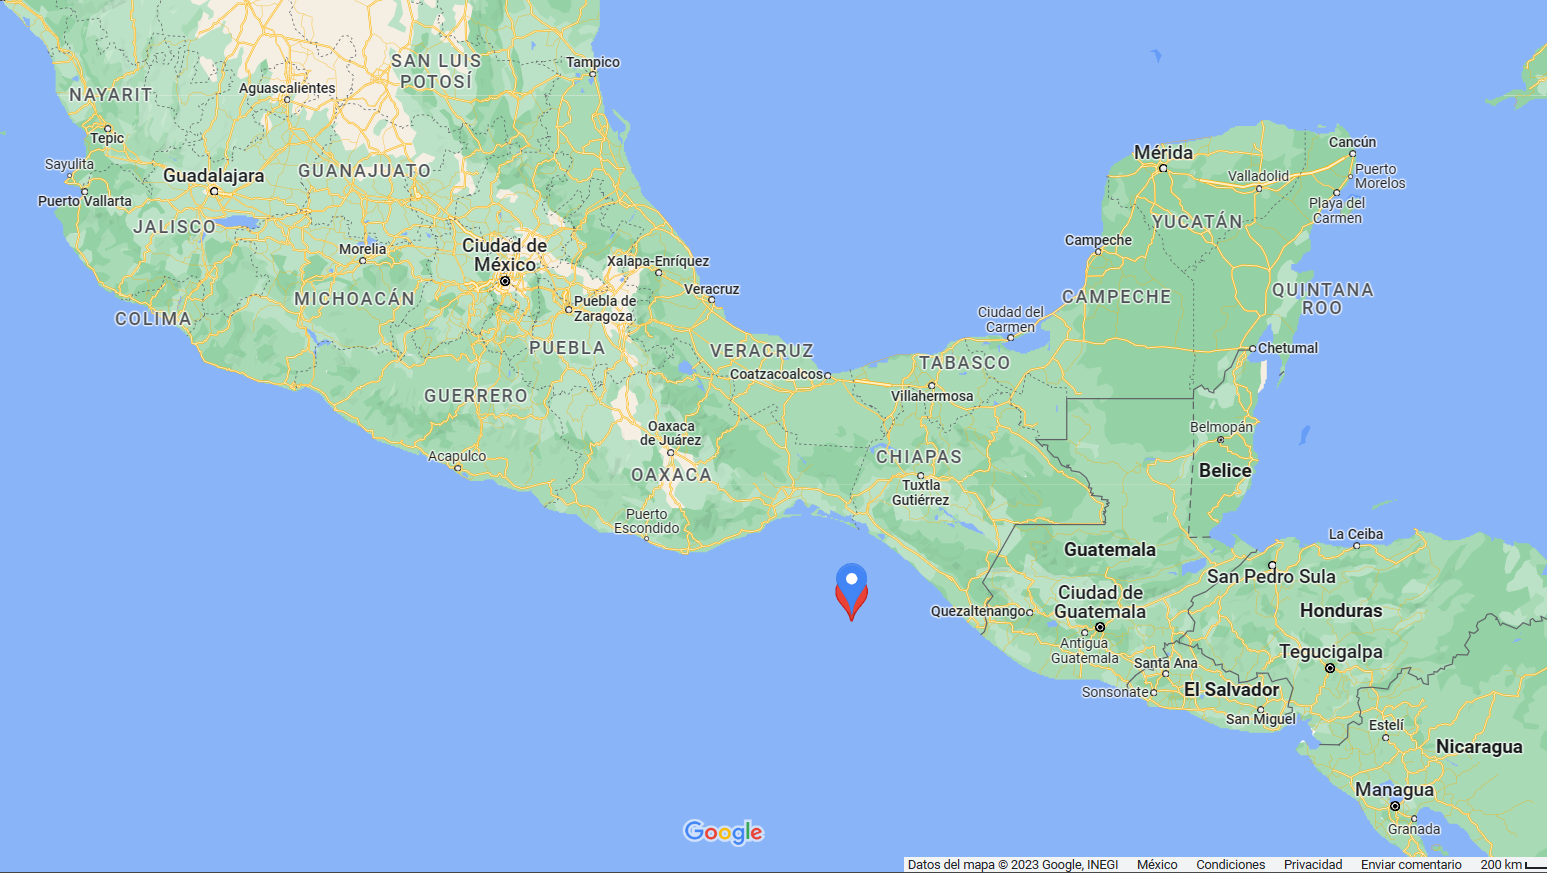 SAN LUIS
POTOSÍ
Tampico
NAYARIT
Aguascalientes
Tepic
Cancún
Mérida
Sayulita
Guadalajara
GUANAJUATO
Valladolid
Puerto
Morelos
Puerto Vallarta
Playa del
Carmen
JALISCO
YUCATÁN
Morelia
Ciudad de
México
Campeche
Xalapa-Enríquez
MICHOACÁN
Puebla de
Zaragoza
Veracruz
CAMPECHE
QUINTANA
ROO
COLIMA
Ciudad del
Carmen
PUEBLA
VERACRUZ
Chetumal
TABASCO
Coatzacoalcos
GUERRERO
Villahermosa
Oaxaca
de Juárez
Belmopán
Acapulco
CHIAPAS
Belice
OAXACA
Tuxtla
Gutiérrez
Puerto
Escondido
La Ceiba
Guatemala
San Pedro Sula
Ciudad de
Guatemala
Quezaltenango
Honduras
Antigua
Guatemala
Tegucigalpa
Santa Ana
Sonsonate
El Salvador
San Miguel
Estelí
Nicaragua
Managua
Granada
Google
Datos del mapa © 2023 Google, INEGI México Condiciones Privacidad Enviar comentario 200 km